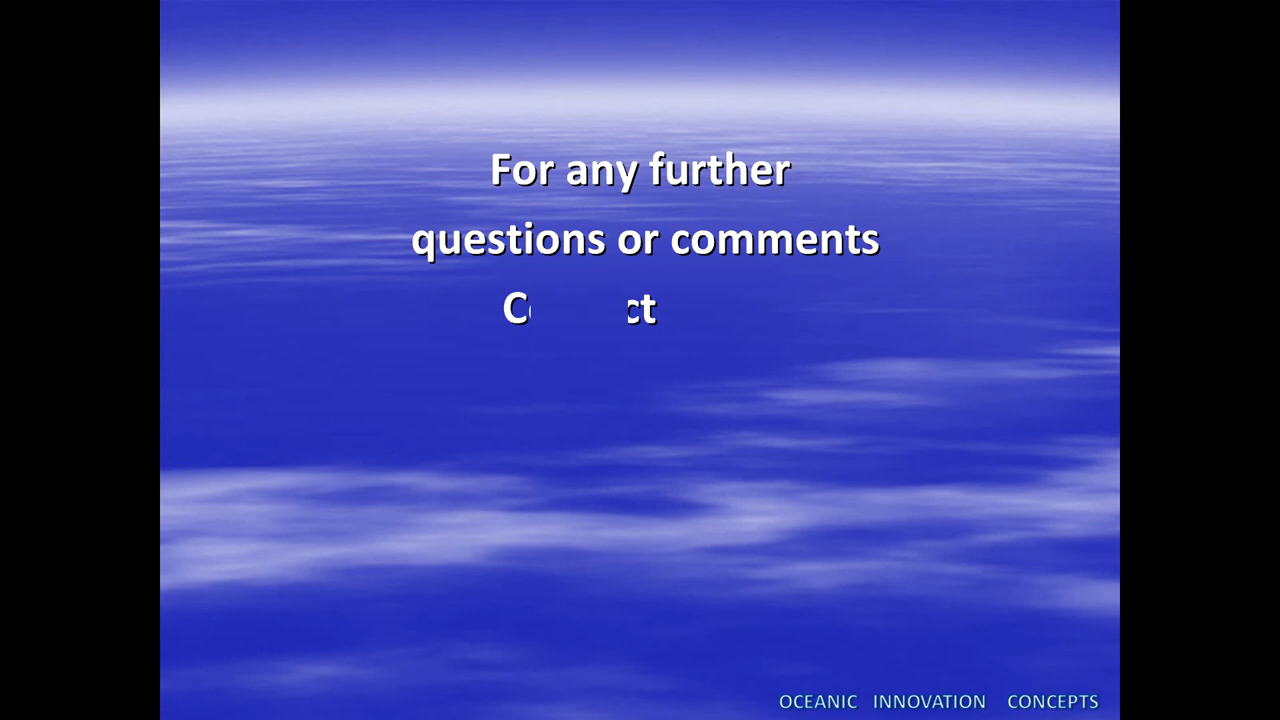 For any further
questions or comments
OCEANIC INNOVATION CONCEPTS